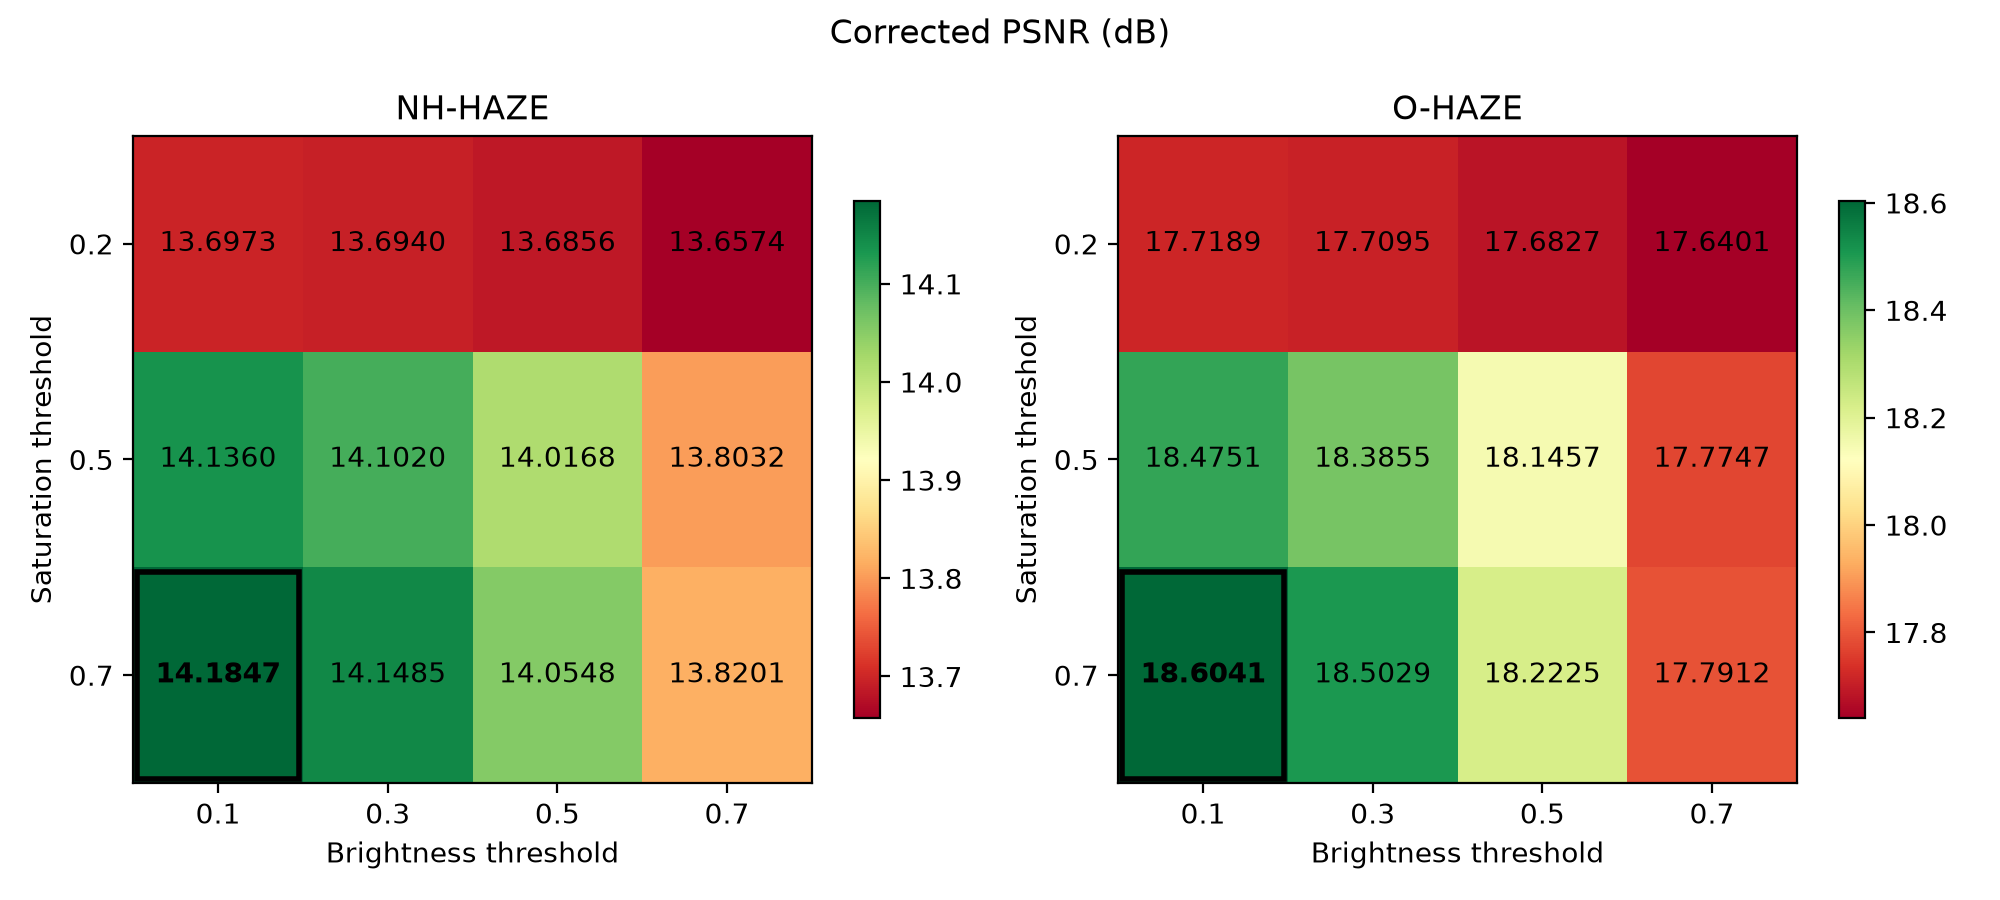 Corrected PSNR (dB)
NH-HAZE
Saturation threshold
0.2
13.6973 13.6940 13.6856 13.6574
0.5
14.1360 14.1020 14.0168 13.8032
0.7
14.1847 14.1485 14.0548 13.8201
0.1 0.3 0.5 0.7
Brightness threshold
14.1
14.0
13.9
13.8
13.7
O-HAZE
Saturation threshold
0.2
17.7189 17.7095 17.6827 17.6401
0.5
18.4751 18.3855 18.1457 17.7747
0.7
18.6041 18.5029 18.2225 17.7912
0.1 0.3 0.5 0.7
Brightness threshold
18.6
18.4
18.2
18.0
17.8